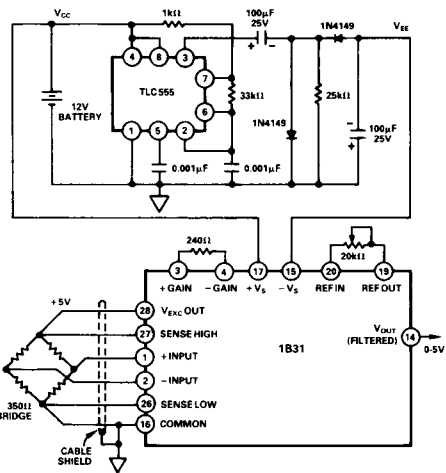 VCC
1kΩ
100μF
25V
1N4149
VEE
4
8
3
7
6
TLC555
33kΩ
1N4149
25kΩ
12V
BATTERY
1
5
2
100μF
25V
0.001μF
0.001μF
240Ω
20kΩ
3
4
17
15
20
19
+ GAIN
– GAIN
+VS
–VS
REF IN
REF OUT
+5V
28
VEXC OUT
27
SENSE HIGH
1
+ INPUT
2
– INPUT
26
SENSE LOW
16
COMMON
1B31
VOUT
(FILTERED)
14
0-5V
350Ω
BRIDGE
CABLE
SHIELD